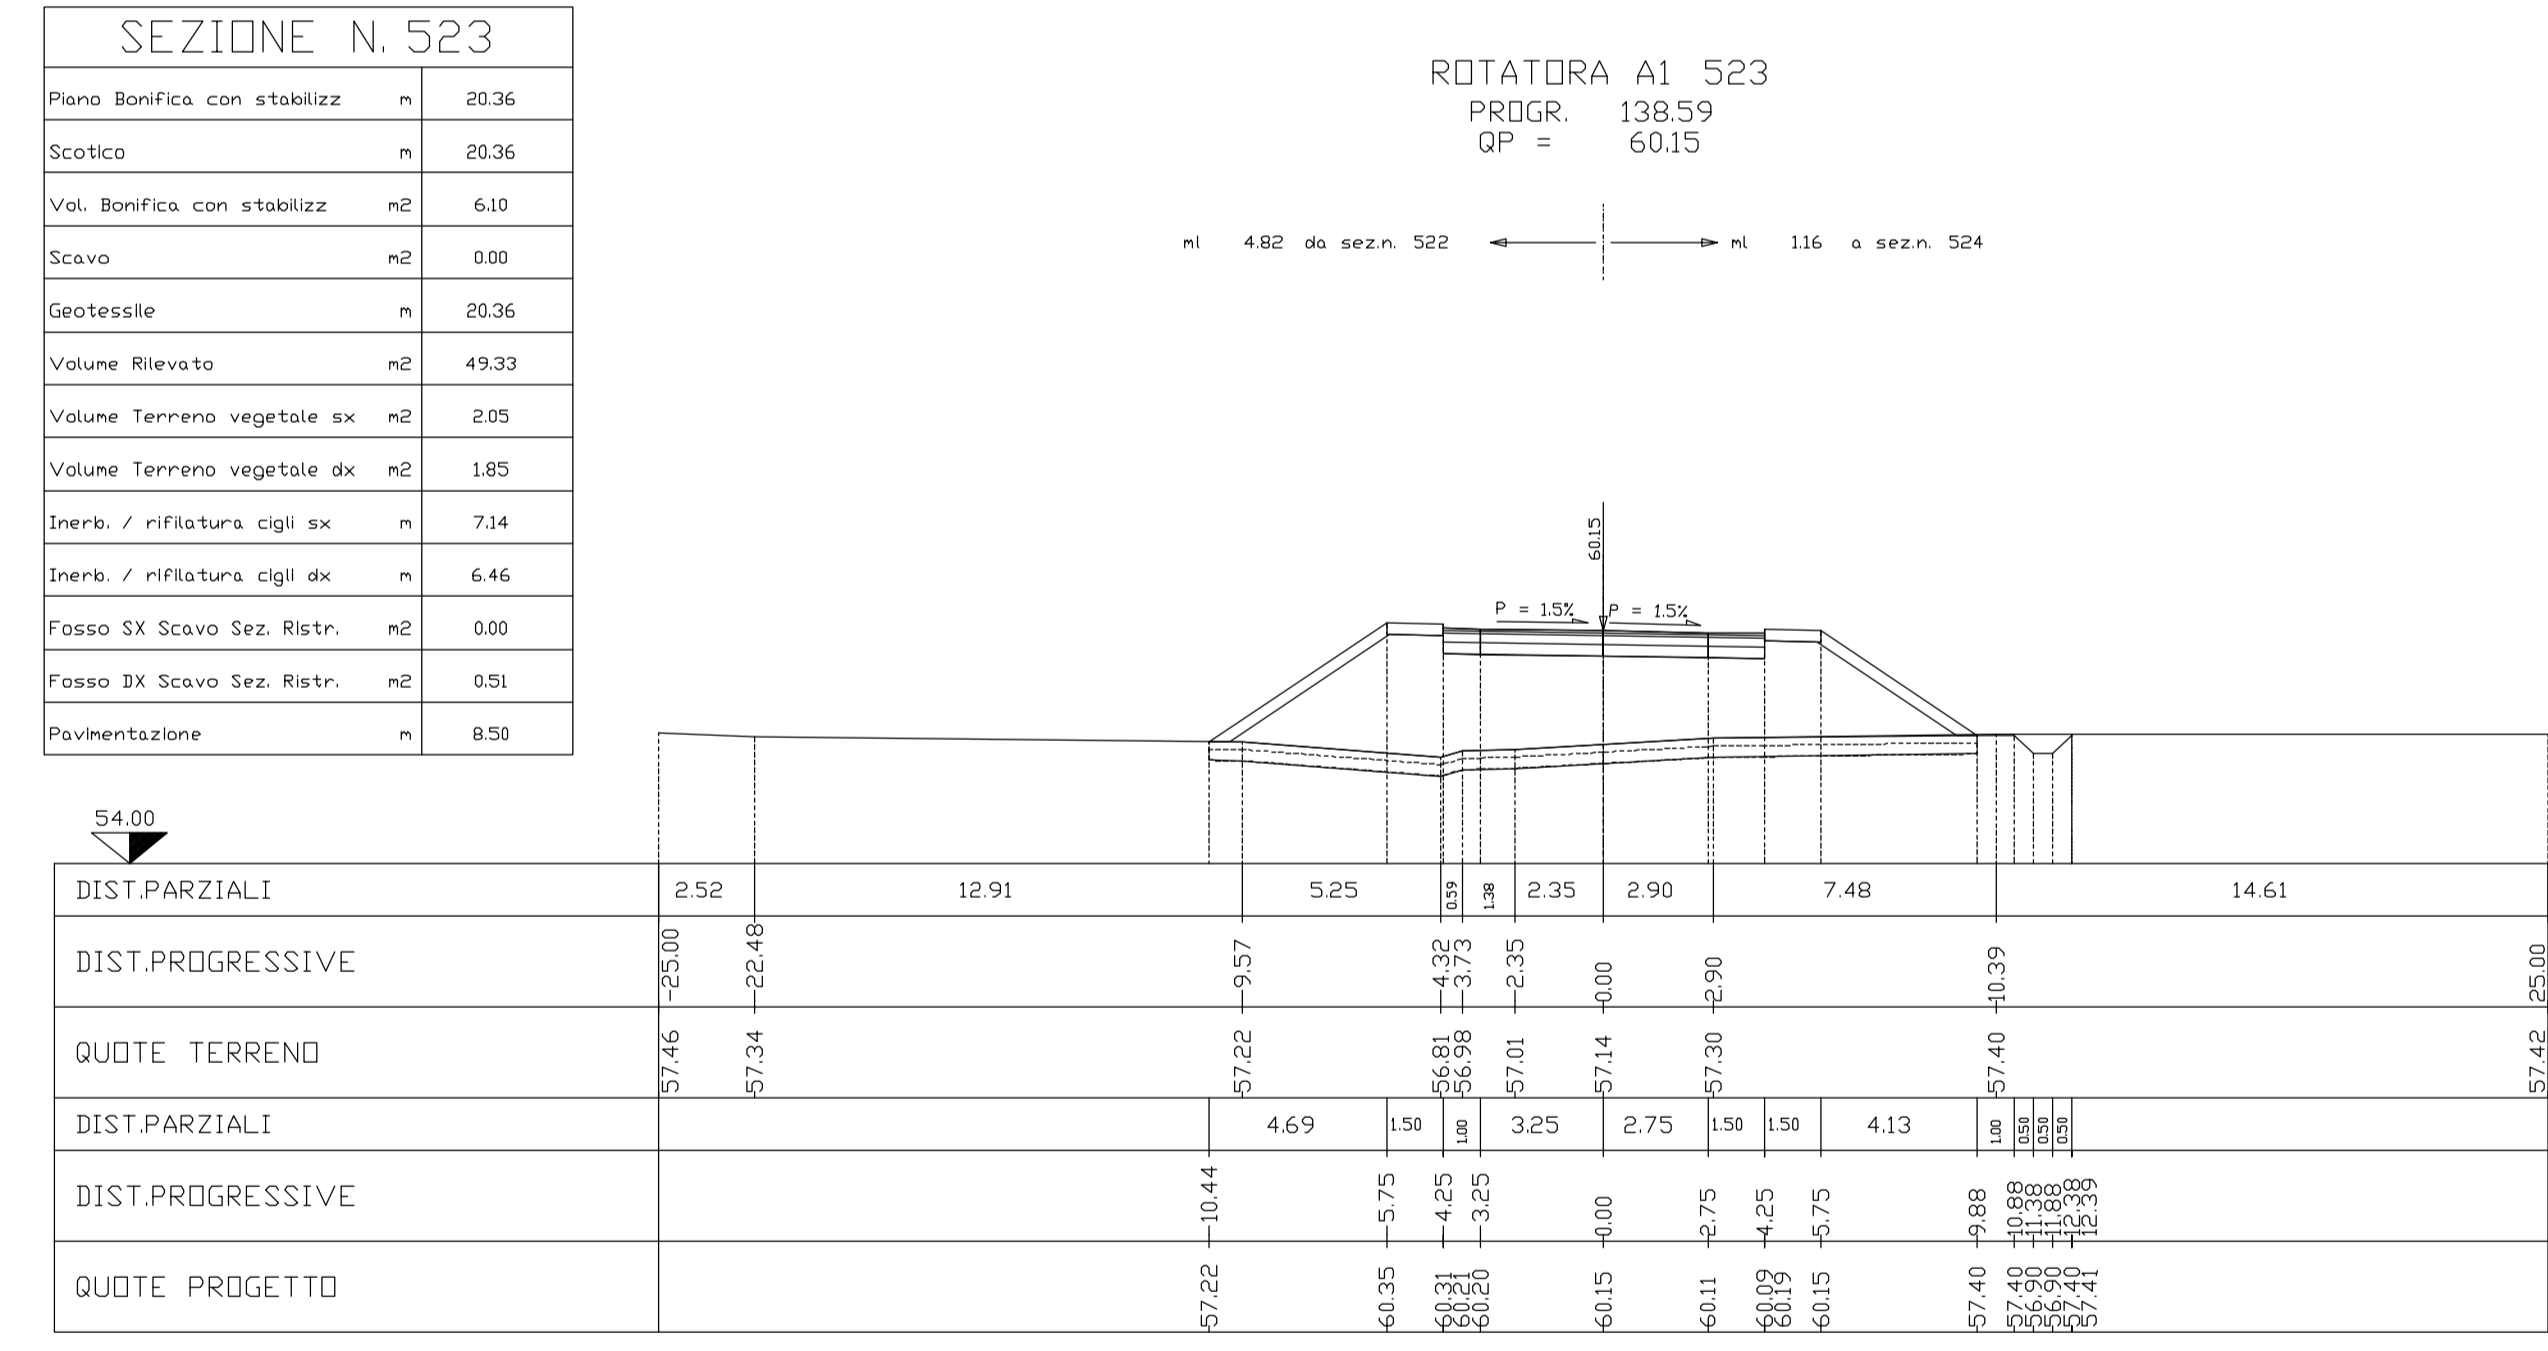 SEZIONE N. 523
Piano Bonifica con stabilizz m 20.36
Scotico m 20.36
Vol. Bonifica con stabilizz m2 6.10
Scavo m2 0.00
Geotessile m 20.36
Volume Rilevato m2 49.33
Volume Terreno vegetale sx m2 2.05
Volume Terreno vegetale dx m2 1.85
Inerb. / rifilatura cigli sx m 7.14
Inerb. / rifilatura cigli dx m 6.46
Fosso SX Scavo Sez. Ristr. m2 0.00
Fosso DX Scavo Sez. Ristr. m2 0.51
Pavimentazione m 8.50
ROTATORA A1 523
PROGR. 138.59
QP = 60.15
ml 4.82 da sez.n. 522 ml 1.16 a sez.n. 524
60.15
P = 1.5% P = 1.5%
54.00
DIST.PARZIALI 2.52 12.91 5.25 0.59 1.38 2.35 2.90 7.48 14.61
DIST.PROGRESSIVE -25.00 -22.48 -9.57 -4.32 -3.73 -2.35 0.00 2.90 10.39 25.00
QUOTE TERRENO 57.46 57.34 57.22 56.81 56.98 57.01 57.14 57.30 57.40 57.42
DIST.PARZIALI 4.69 1.50 1.00 3.25 2.75 1.50 1.50 4.13 1.00 0.50 0.50 0.50
DIST.PROGRESSIVE -10.44 -5.75 -4.25 -3.25 0.00 2.75 4.25 5.75 9.88 10.88 11.38 11.88 12.38 12.39
QUOTE PROGETTO 57.22 60.35 60.31 60.21 60.20 60.15 60.11 60.09 60.19 60.15 57.40 57.40 56.90 56.90 57.40 57.41